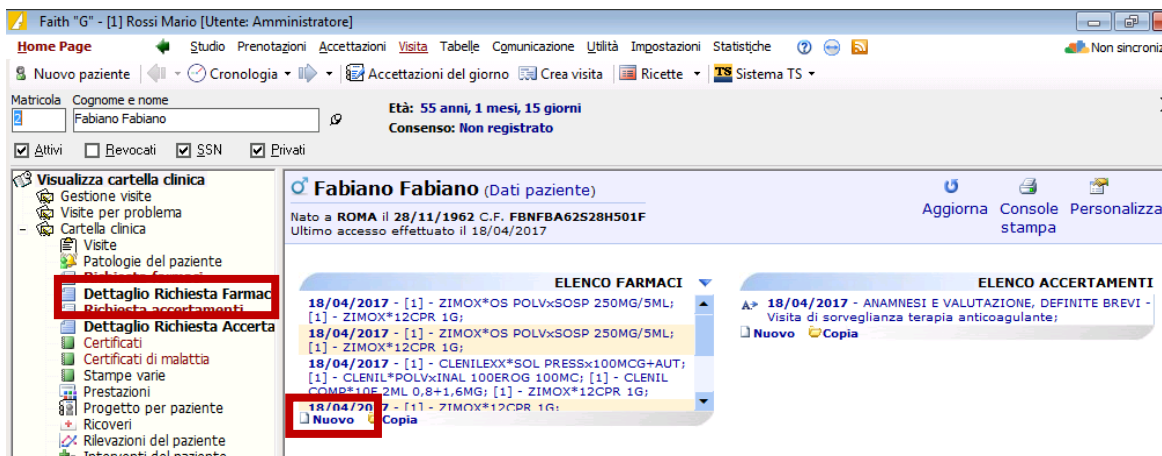 Faith "G" - [1] Rossi Mario [Utente: Amministratore]
Home Page Studio Prenotazioni Accettazioni Visita Tabelle Comunicazione Utilità Impostazioni Statistiche Non sincroniz
Nuovo paziente Cronologia Accettazioni del giorno Crea visita Ricette TS Sistema TS
Matricola Cognome e nome
2 Fabiano Fabiano
Età: 55 anni, 1 mesi, 15 giorni
Consenso: Non registrato
Attivi Revocati SSN Privati
Visualizza cartella clinica
Gestione visite
Visite per problema
Cartella clinica
Visite
Patologie del paziente
Richiesta farmaci
Dettaglio Richiesta Farmac
Richiesta accertamenti
Dettaglio Richiesta Accerta
Certificati
Certificati di malattia
Stampe varie
Prestazioni
Progetto per paziente
Ricoveri
Rilevazioni del paziente
Interventi del paziente
Fabiano Fabiano (Dati paziente)
Nato a ROMA il 28/11/1962 C.F. FBNFBA62S28H501F
Ultimo accesso effettuato il 18/04/2017
Aggiorna Console stampa Personalizza
ELENCO FARMACI
18/04/2017 - [1] - ZIMOX*OS POLVxSOSP 250MG/5ML;
[1] - ZIMOX*12CPR 1G;
18/04/2017 - [1] - ZIMOX*OS POLVxSOSP 250MG/5ML;
[1] - ZIMOX*12CPR 1G;
18/04/2017 - [1] - CLENILEXX*SOL PRESSx100MCG+AUT;
[1] - CLENIL*POLVxINAL 100EROG 100MC; [1] - CLENIL
COMP*10F 2ML 0,8+1,6MG; [1] - ZIMOX*12CPR 1G;
18/04/2017 - [1] - ZIMOX*12CPR 1G;
Nuovo Copia
ELENCO ACCERTAMENTI
18/04/2017 - ANAMNESI E VALUTAZIONE, DEFINITE BREVI -
Visita di sorveglianza terapia anticoagulante;
Nuovo Copia